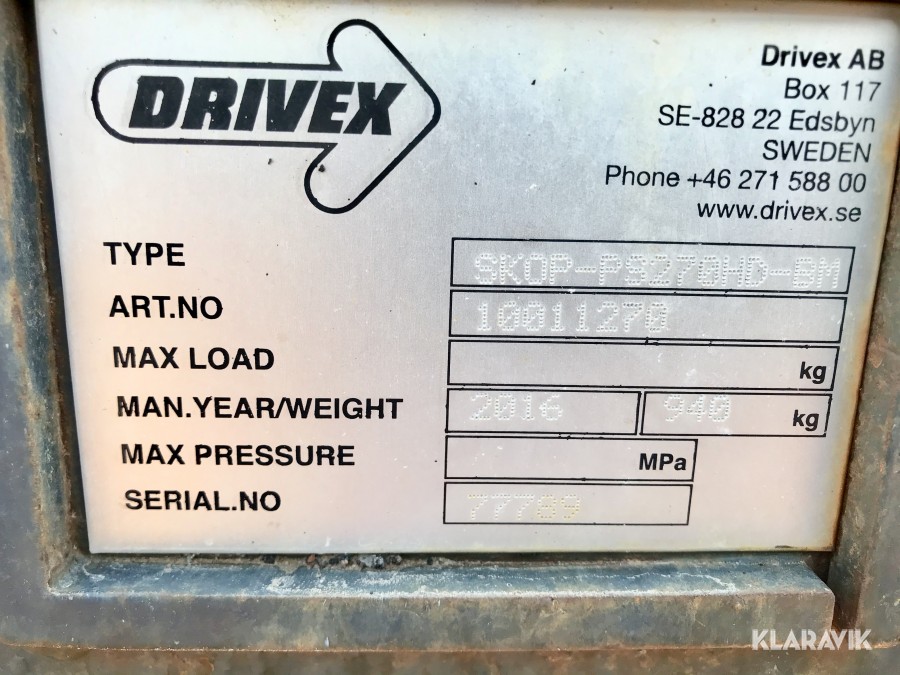 DRIVEX
Drivex AB
Box 117
SE-828 22 Edsbyn
SWEDEN
Phone +46 271 588 00
www.drivex.se
TYPE SKOP-PS270HD-BM
ART.NO 10011270
MAX LOAD kg
MAN.YEAR/WEIGHT 2016 940 kg
MAX PRESSURE MPa
SERIAL.NO 77789
KLARAVIK